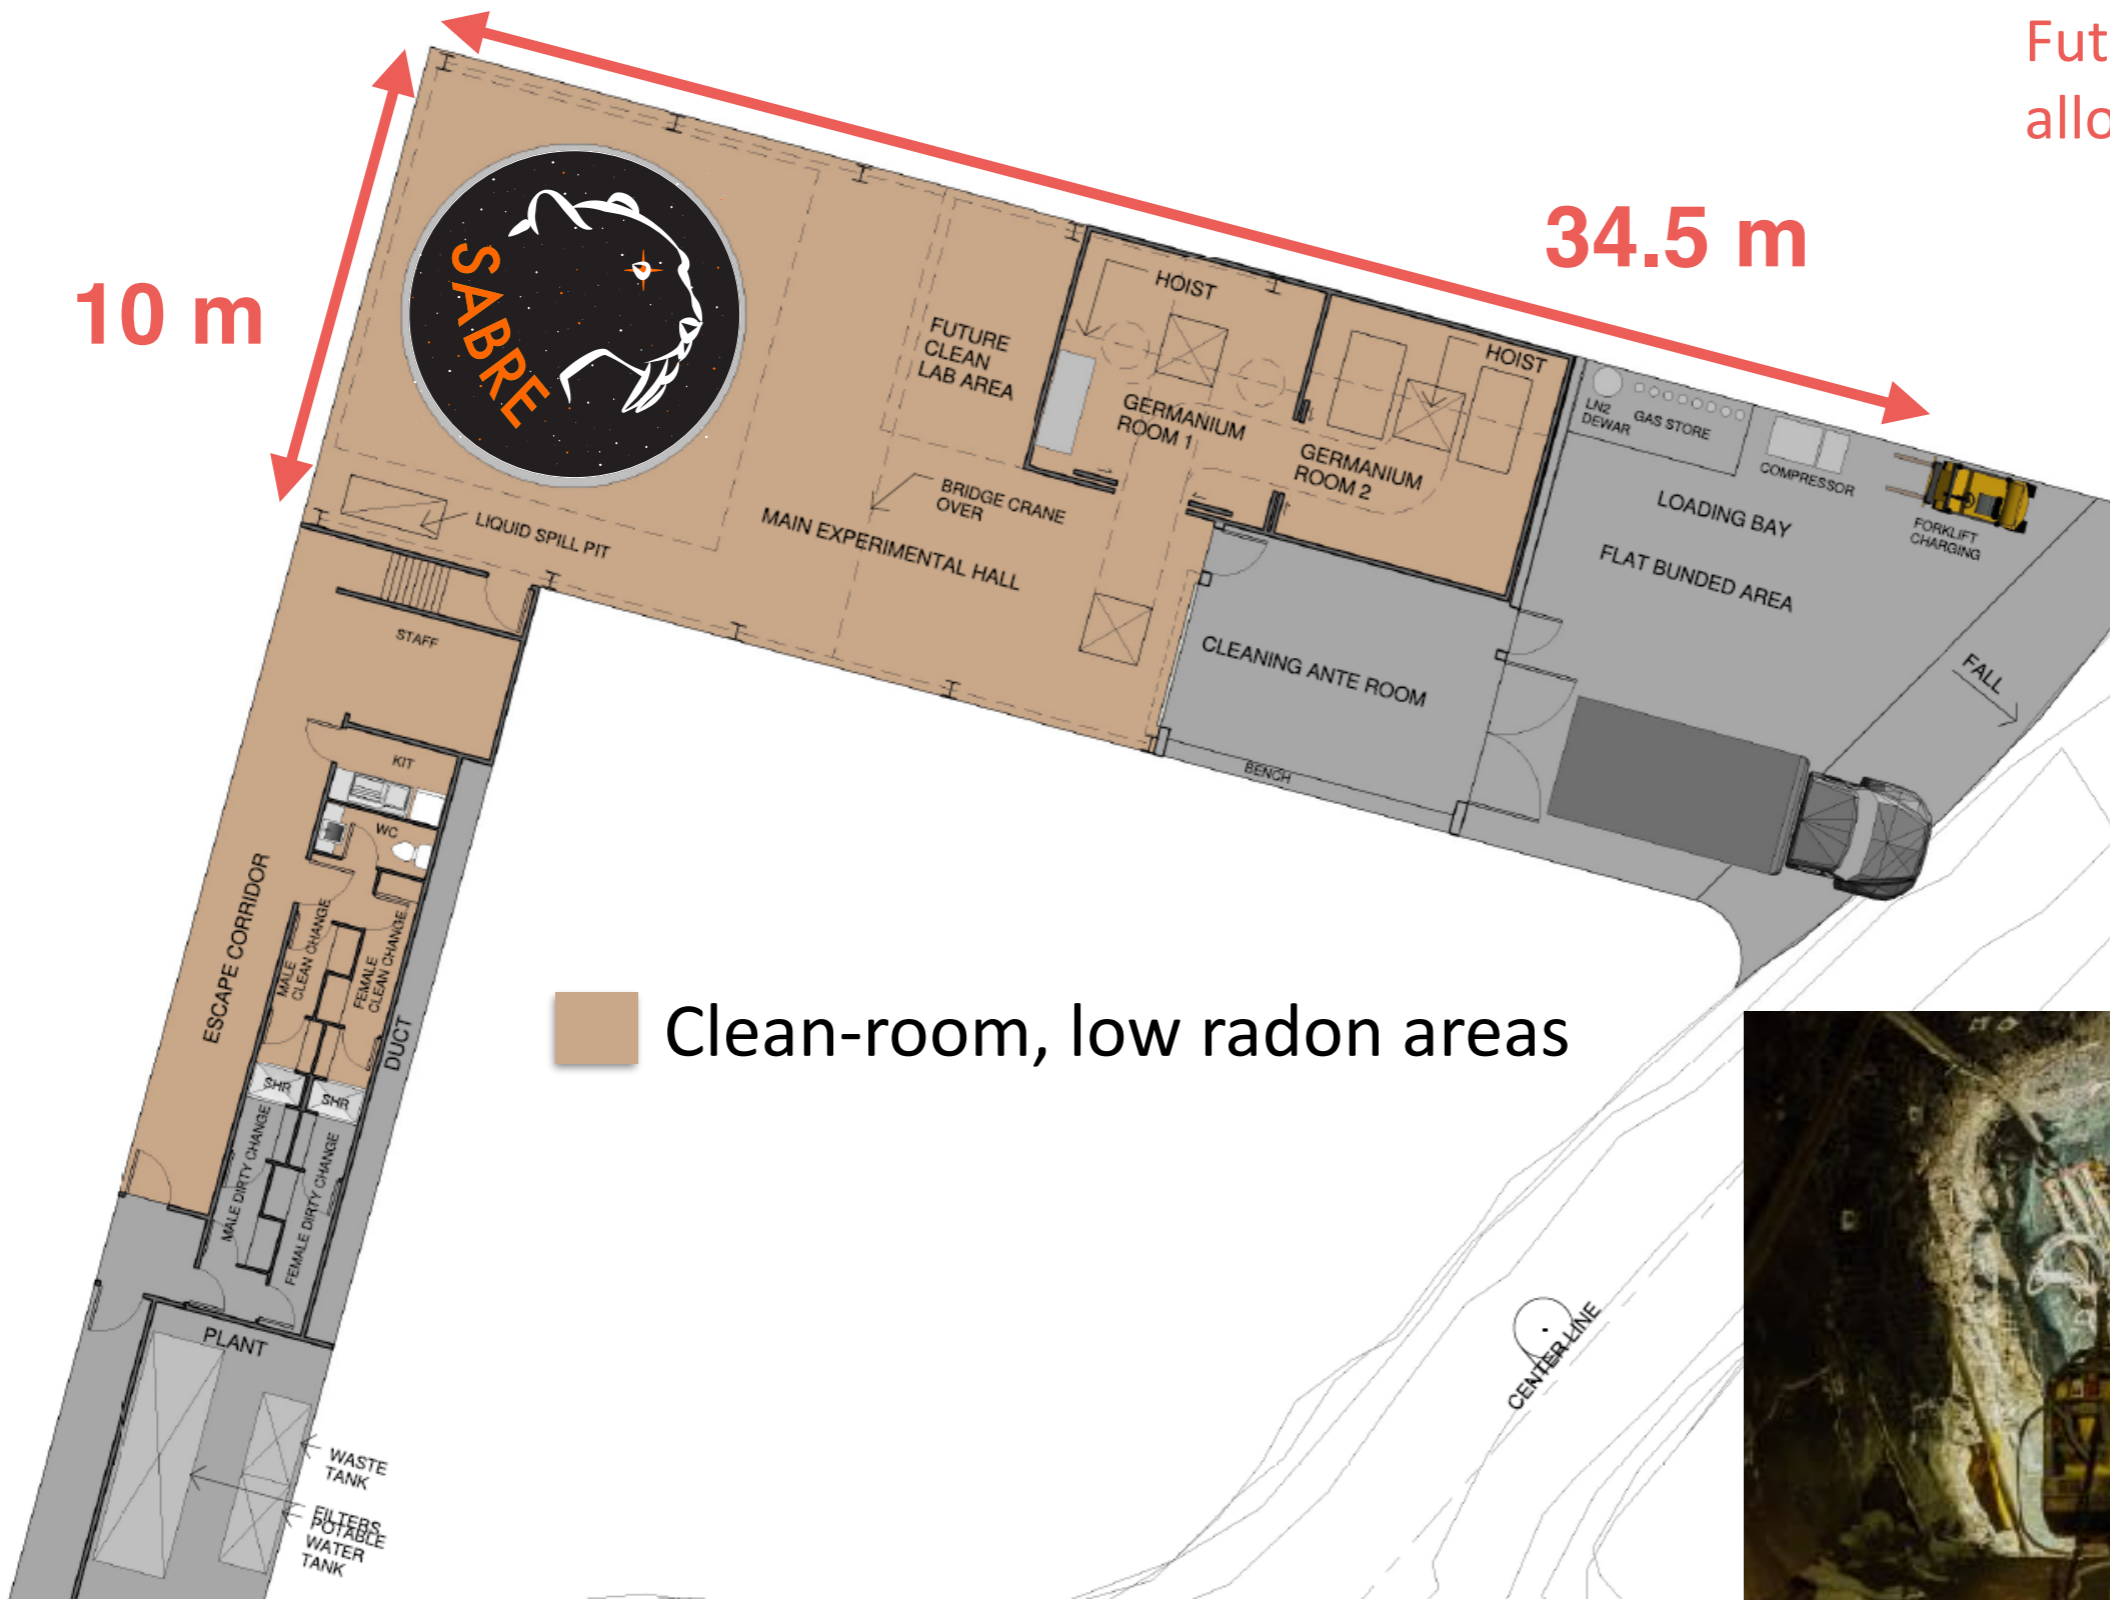 Fut
allo
34.5 m
10 m
SABRE
HOIST
HOIST
FUTURE
CLEAN
LAB AREA
GERMANIUM
ROOM 1
GERMANIUM
ROOM 2
LN2
DEWAR
GAS STORE
COMPRESSOR
FORKLIFT
CHARGING
LOADING BAY
FLAT BUNDED AREA
FALL
BRIDGE CRANE
OVER
MAIN EXPERIMENTAL HALL
LIQUID SPILL PIT
CLEANING ANTE ROOM
BENCH
STAFF
KIT
WC
ESCAPE CORRIDOR
MALE
CLEAN CHANGE
FEMALE
CLEAN CHANGE
DUCT
SHR
SHR
MALE DIRTY CHANGE
FEMALE DIRTY CHANGE
Clean-room, low radon areas
PLANT
WASTE
TANK
FILTERS
POTABLE
WATER
TANK
CENTER LINE